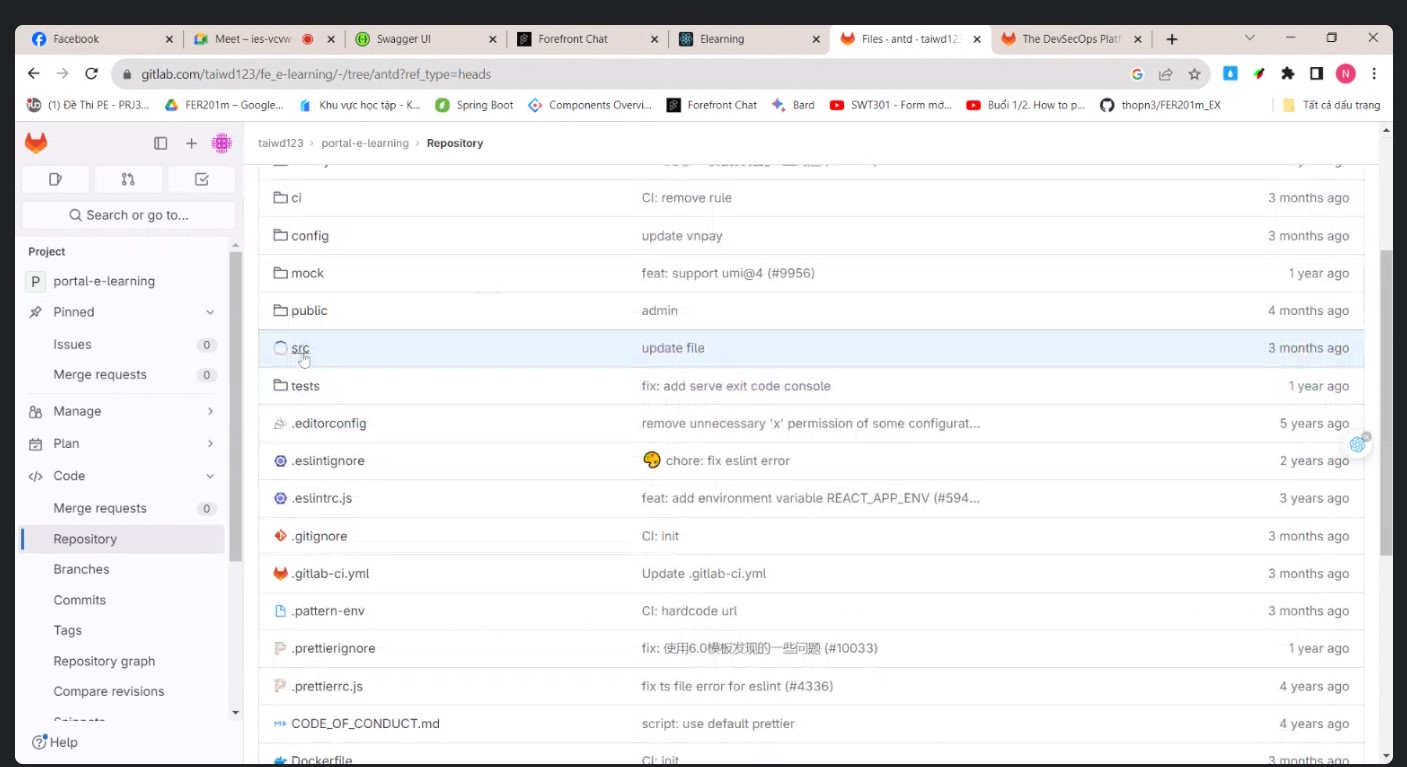 Facebook
Meet – ies-vcvw-
Swagger UI
Forefront Chat
Elearning
Files · antd · taiwd123
The DevSecOps Platf
gitlab.com/taiwd123/fe_e-learning/-/tree/antd?ref_type=heads
N
(1) Đề Thi PE - PRJ3...
FER201m – Google...
Khu vực học tập - K...
Spring Boot
Components Overvi...
Forefront Chat
Bard
SWT301 - Form mớ...
Buổi 1/2. How to p...
thopn3/FER201m_EX
Tất cả dấu trang
taiwd123 › portal-e-learning › Repository
Search or go to...
Project
P portal-e-learning
Pinned
Issues 0
Merge requests 0
Manage
Plan
Code
Merge requests 0
Repository
Branches
Commits
Tags
Repository graph
Compare revisions
Snippets
Help
ci CI: remove rule 3 months ago
config update vnpay 3 months ago
mock feat: support umi@4 (#9956) 1 year ago
public admin 4 months ago
src update file 3 months ago
tests fix: add serve exit code console 1 year ago
.editorconfig remove unnecessary 'x' permission of some configurat... 5 years ago
.eslintignore 🎨 chore: fix eslint error 2 years ago
.eslintrc.js feat: add environment variable REACT_APP_ENV (#594... 3 years ago
.gitignore CI: init 3 months ago
.gitlab-ci.yml Update .gitlab-ci.yml 3 months ago
.pattern-env CI: hardcode url 3 months ago
.prettierignore fix: 使用6.0模板发现的一些问题 (#10033) 1 year ago
.prettierrc.js fix ts file error for eslint (#4336) 4 years ago
CODE_OF_CONDUCT.md script: use default prettier 4 years ago
Dockerfile CI: init 3 months ago